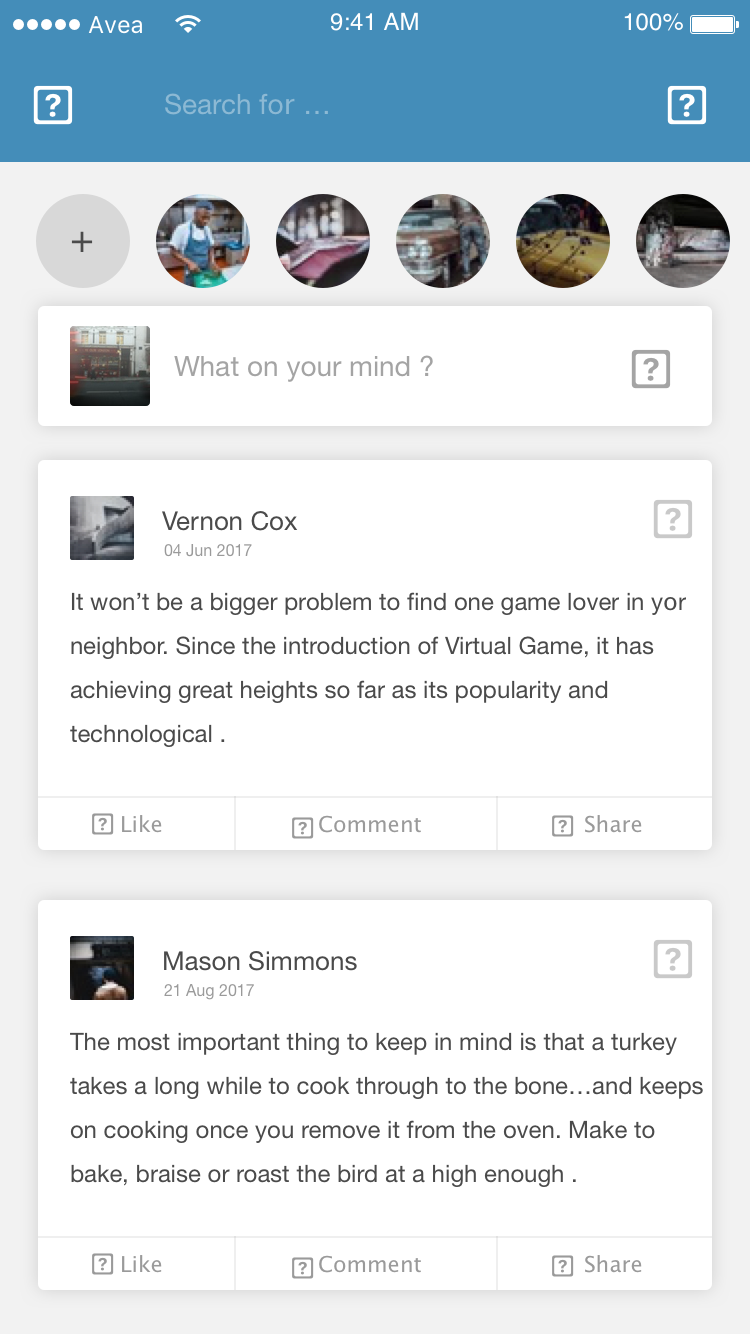 Avea 9:41 AM 100%
Search for ...
+
What on your mind ?
Vernon Cox
04 Jun 2017
It won’t be a bigger problem to find one game lover in yor
neighbor. Since the introduction of Virtual Game, it has
achieving great heights so far as its popularity and
technological .
Like Comment Share
Mason Simmons
21 Aug 2017
The most important thing to keep in mind is that a turkey
takes a long while to cook through to the bone…and keeps
on cooking once you remove it from the oven. Make to
bake, braise or roast the bird at a high enough .
Like Comment Share